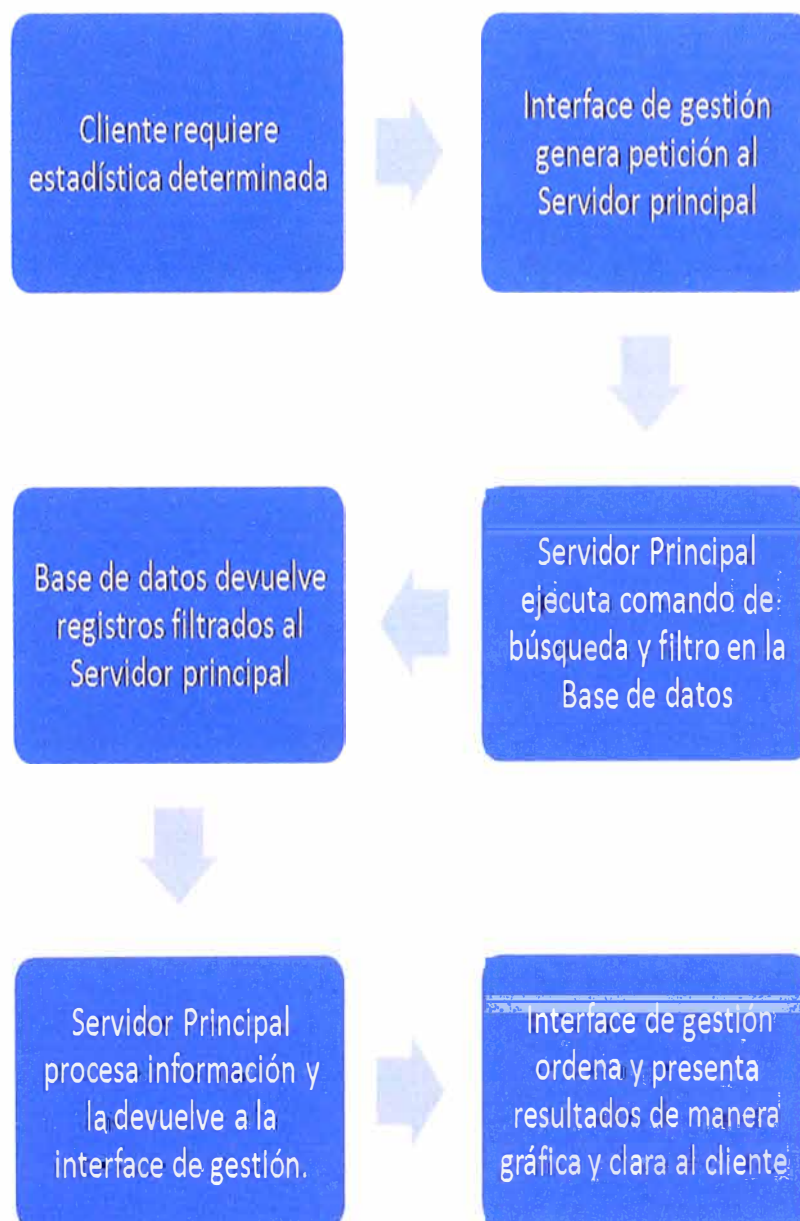 Cliente requiere
estadística determinada
Interface de gestión
genera petición al
Servidor principal
Servidor Principal
ejecuta comando de
búsqueda y filtro en la
Base de datos
Base de datos devuelve
registros filtrados al
Servidor principal
Servidor Principal
procesa información y
la devuelve a la
interface de gestión.
Interface de gestión
ordena y presenta
resultados de manera
gráfica y clara al cliente